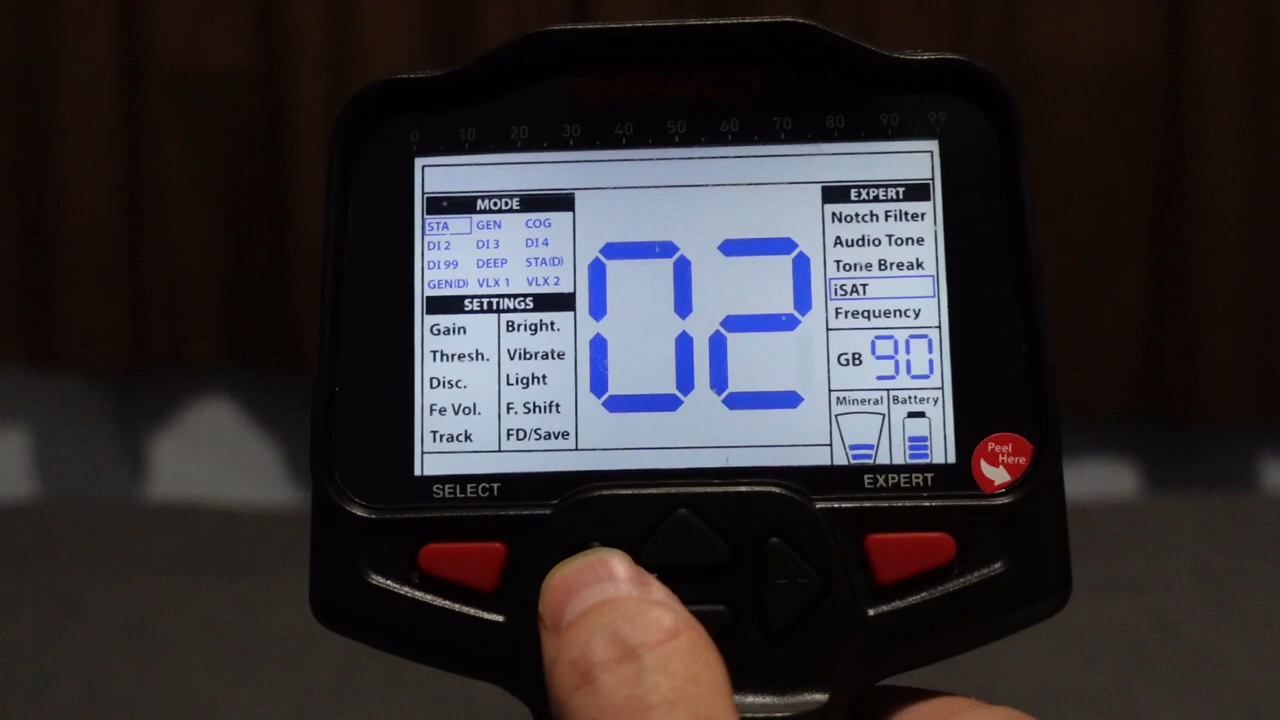 IMPACT
0 10 20 30 40 50 60 70 80 90 99
MODE
STA GEN COG
DI 2 DI 3 DI 4
DI 99 DEEP STA(D)
GEN(D) VLX 1 VLX 2
SETTINGS
Gain Bright.
Thresh. Vibrate
Disc. Light
Fe Vol. F. Shift
Track FD/Save
02
EXPERT
Notch Filter
Audio Tone
Tone Break
iSAT
Frequency
GB 90
Mineral Battery
Peel
Here
SELECT EXPERT
+